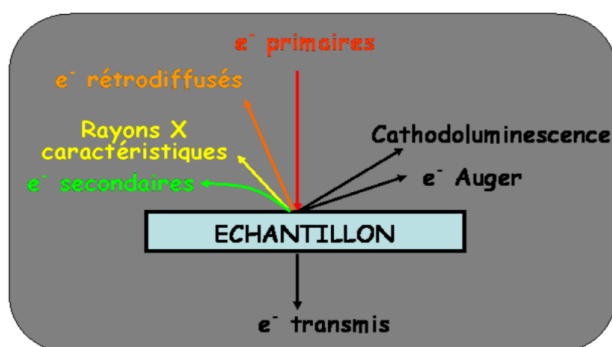 e⁻ primaires
e⁻ rétrodiffusés
Rayons X
caractéristiques
e⁻ secondaires
Cathodoluminescence
e⁻ Auger
ECHANTILLON
e⁻ transmis